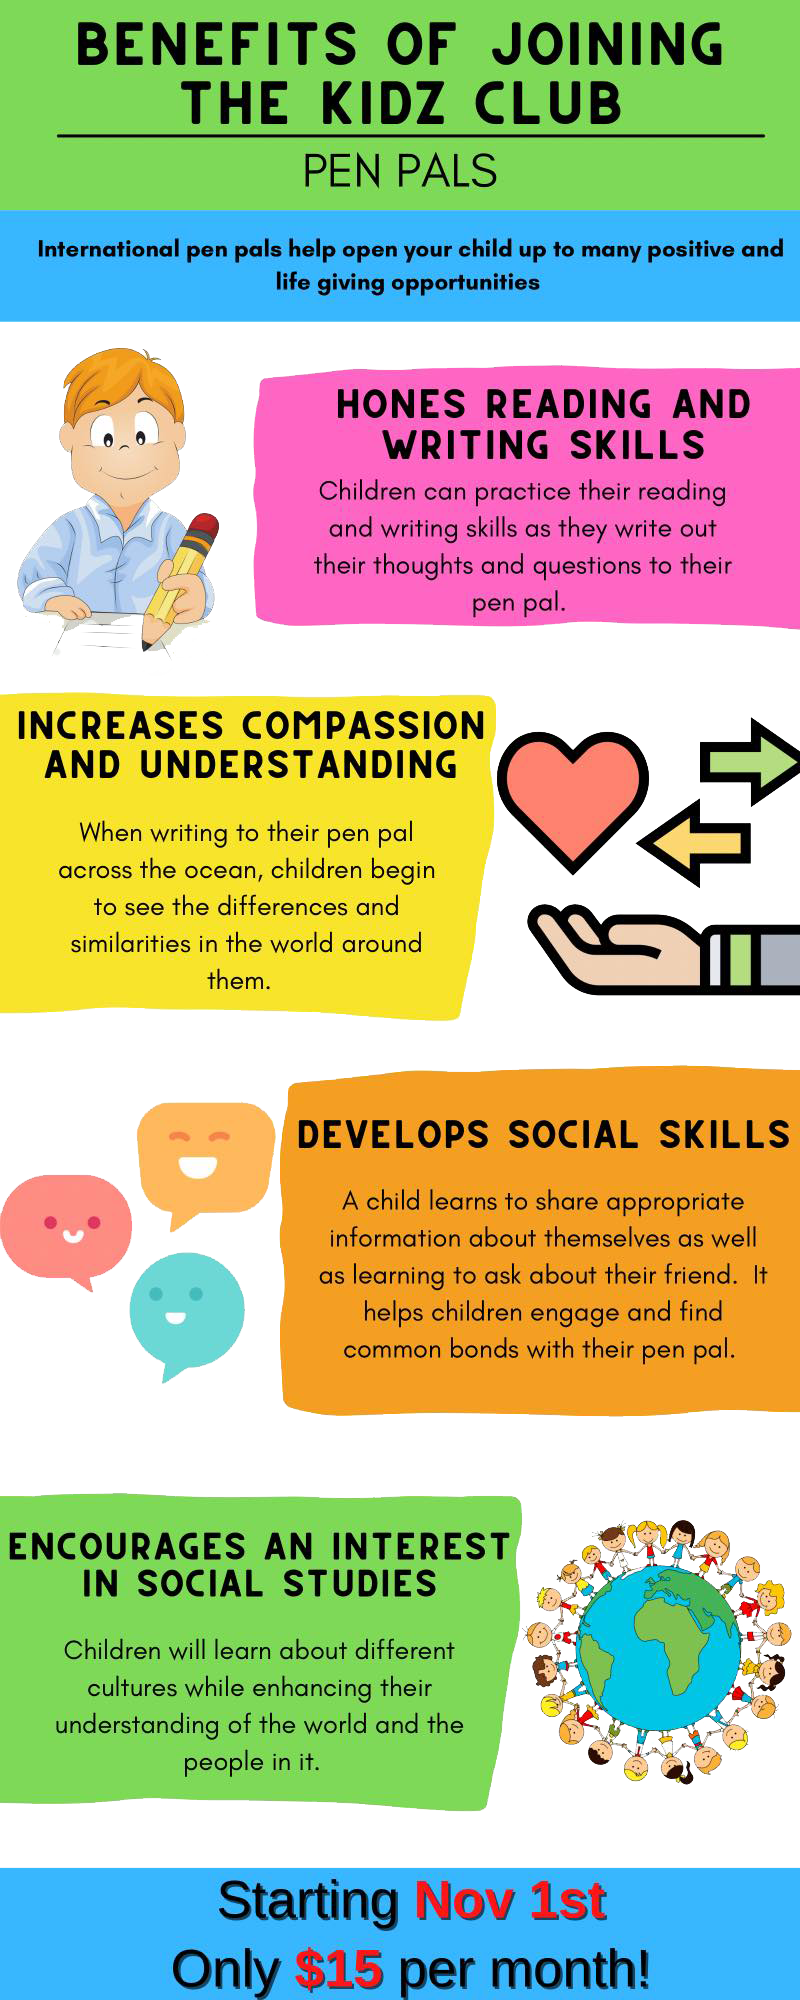 BENEFITS OF JOINING
THE KIDZ CLUB
PEN PALS
International pen pals help open your child up to many positive and
life giving opportunities
HONES READING AND
WRITING SKILLS
Children can practice their reading
and writing skills as they write out
their thoughts and questions to their
pen pal.
INCREASES COMPASSION
AND UNDERSTANDING
When writing to their pen pal
across the ocean, children begin
to see the differences and
similarities in the world around
them.
DEVELOPS SOCIAL SKILLS
A child learns to share appropriate
information about themselves as well
as learning to ask about their friend.  It
helps children engage and find
common bonds with their pen pal.
ENCOURAGES AN INTEREST
IN SOCIAL STUDIES
Children will learn about different
cultures while enhancing their
understanding of the world and the
people in it.
Starting Nov 1st
Only $15 per month!